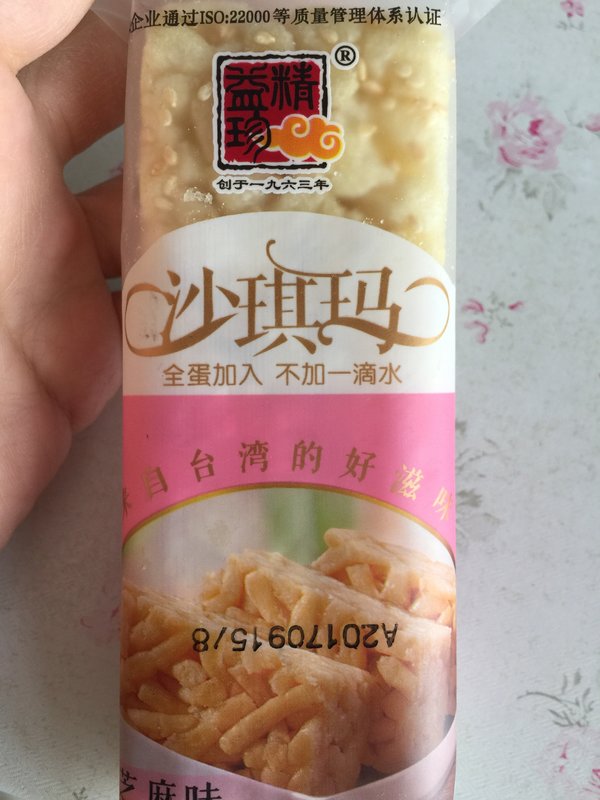 企业通过ISO:22000等质量管理体系认证
精益珍
®
创于一九六三年
沙琪玛
全蛋加入 不加一滴水
来自台湾的好滋味
A20170915/8
芝麻味